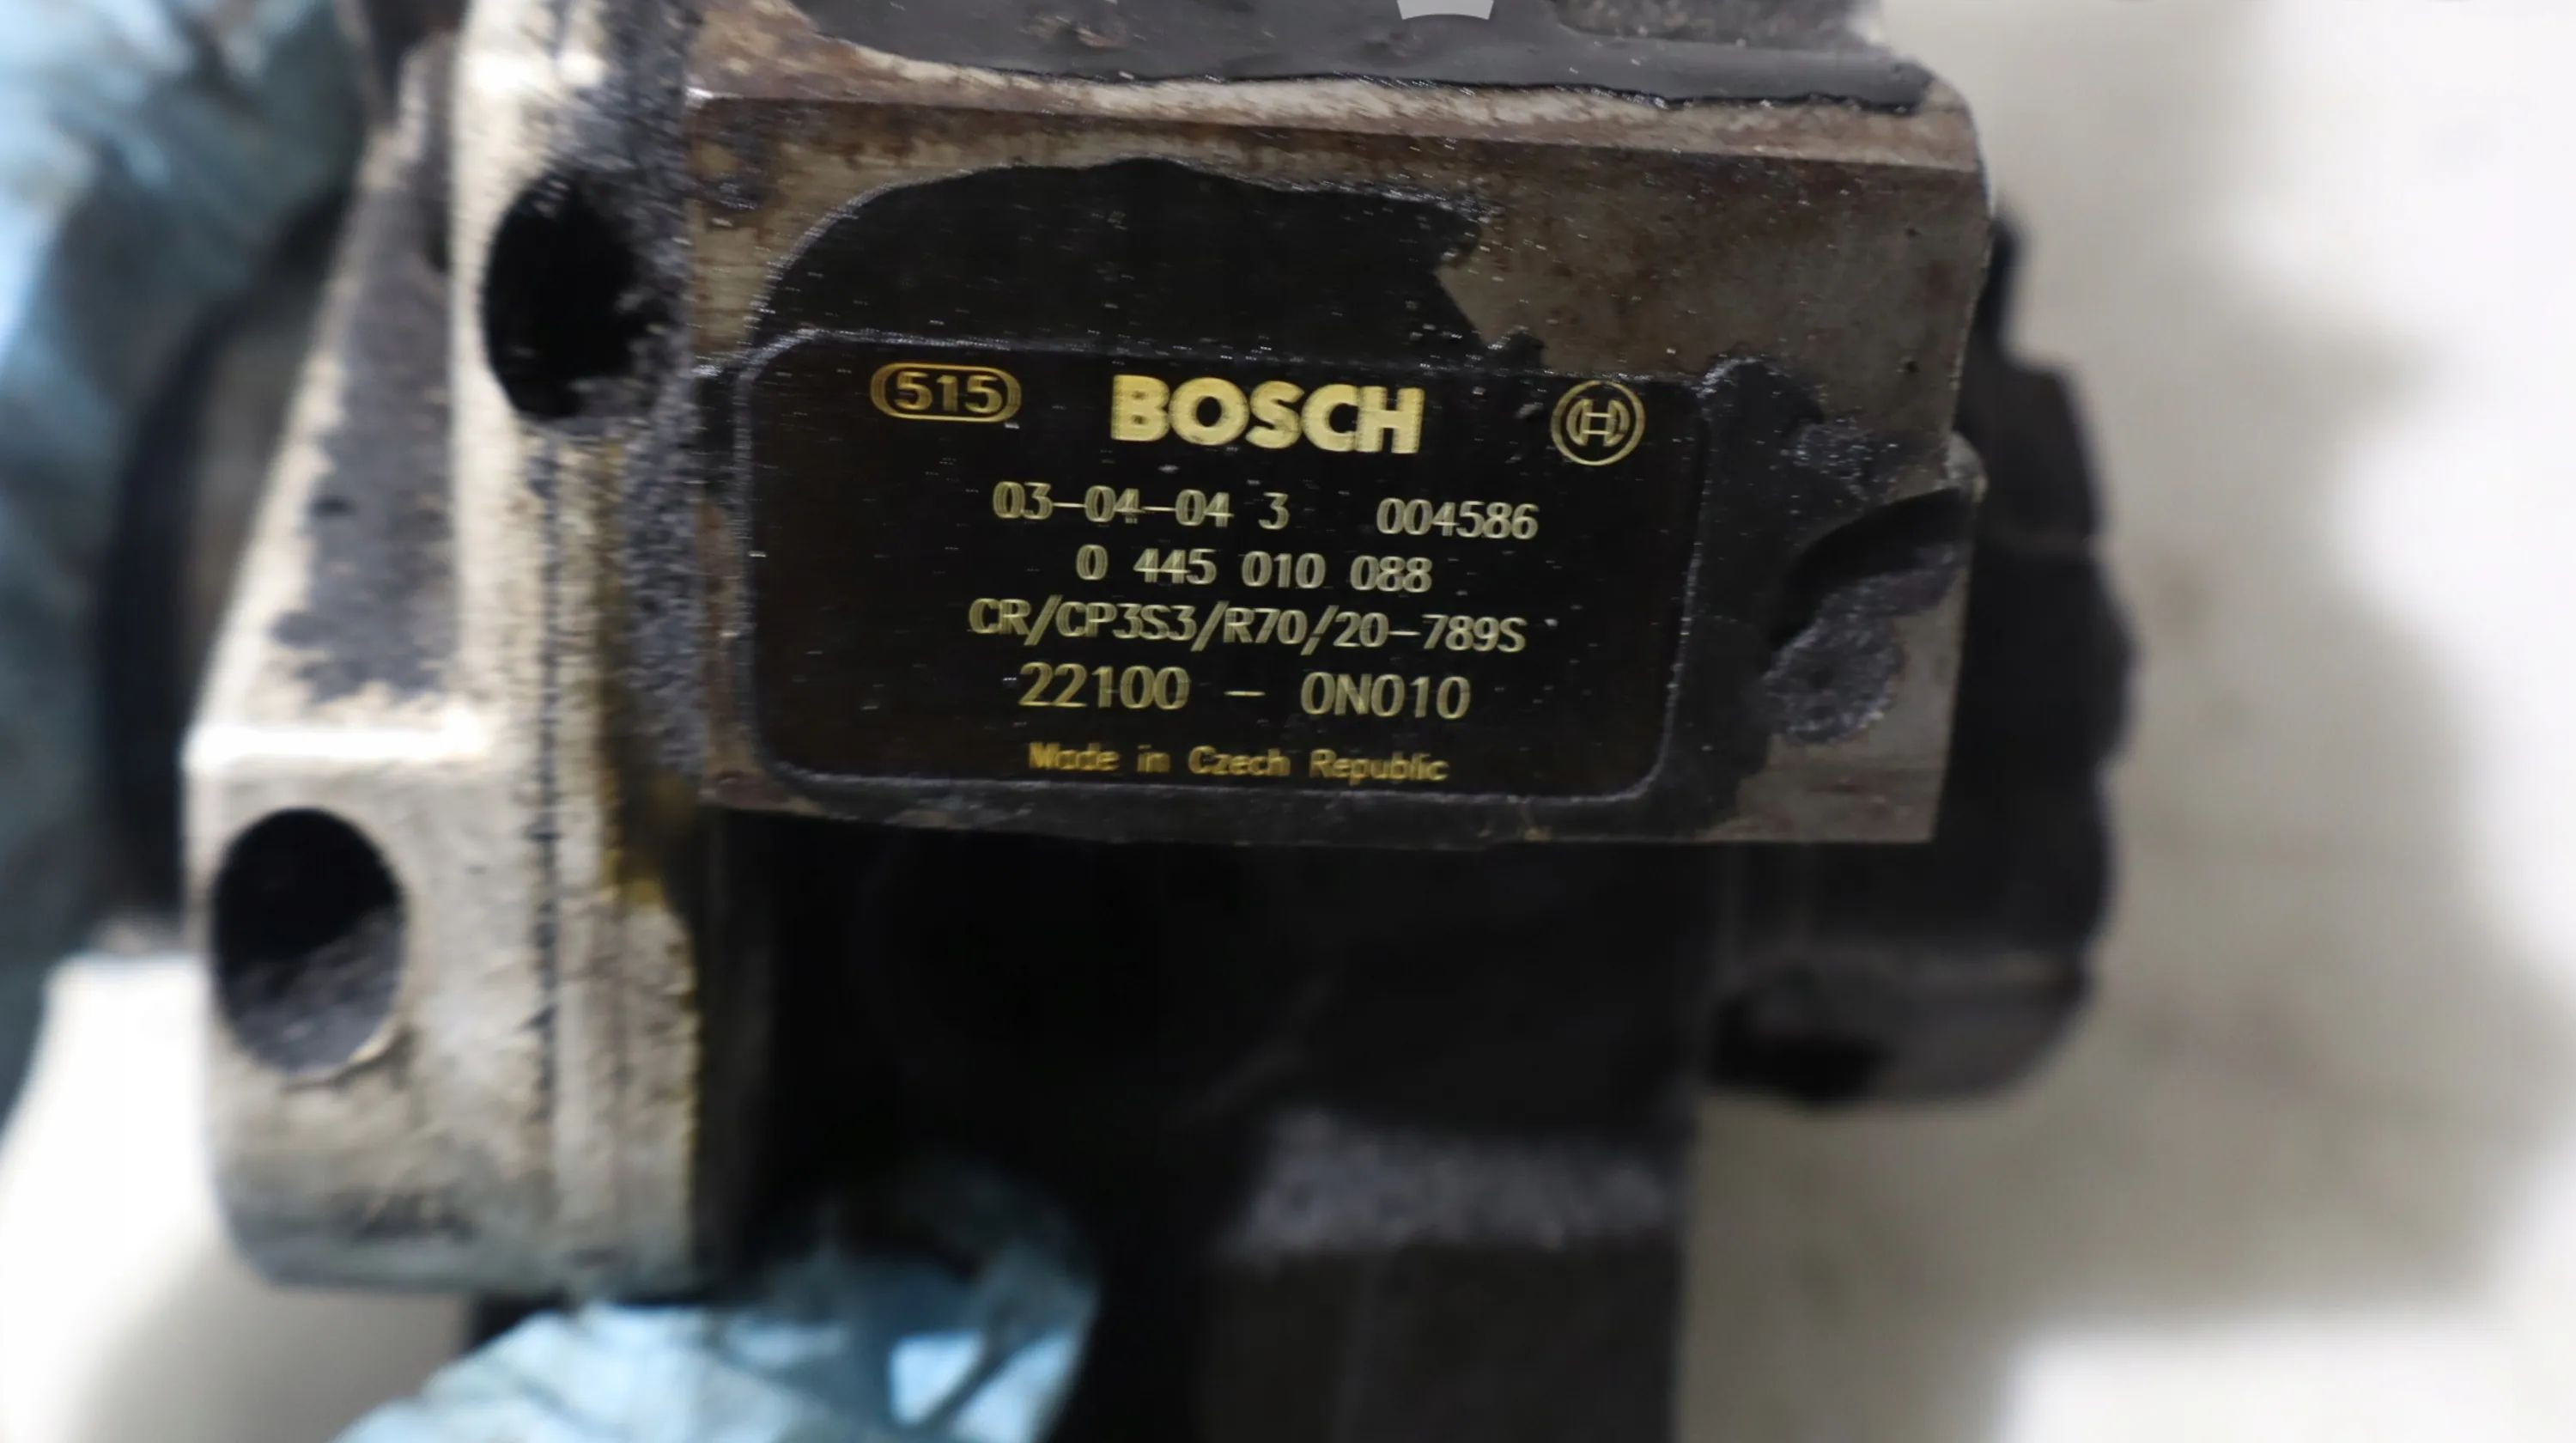 515 BOSCH
03-04-04 3 004586
0 445 010 088
CR/CP3S3/R70/20-789S
22100 - 0N010
Made in Czech Republic